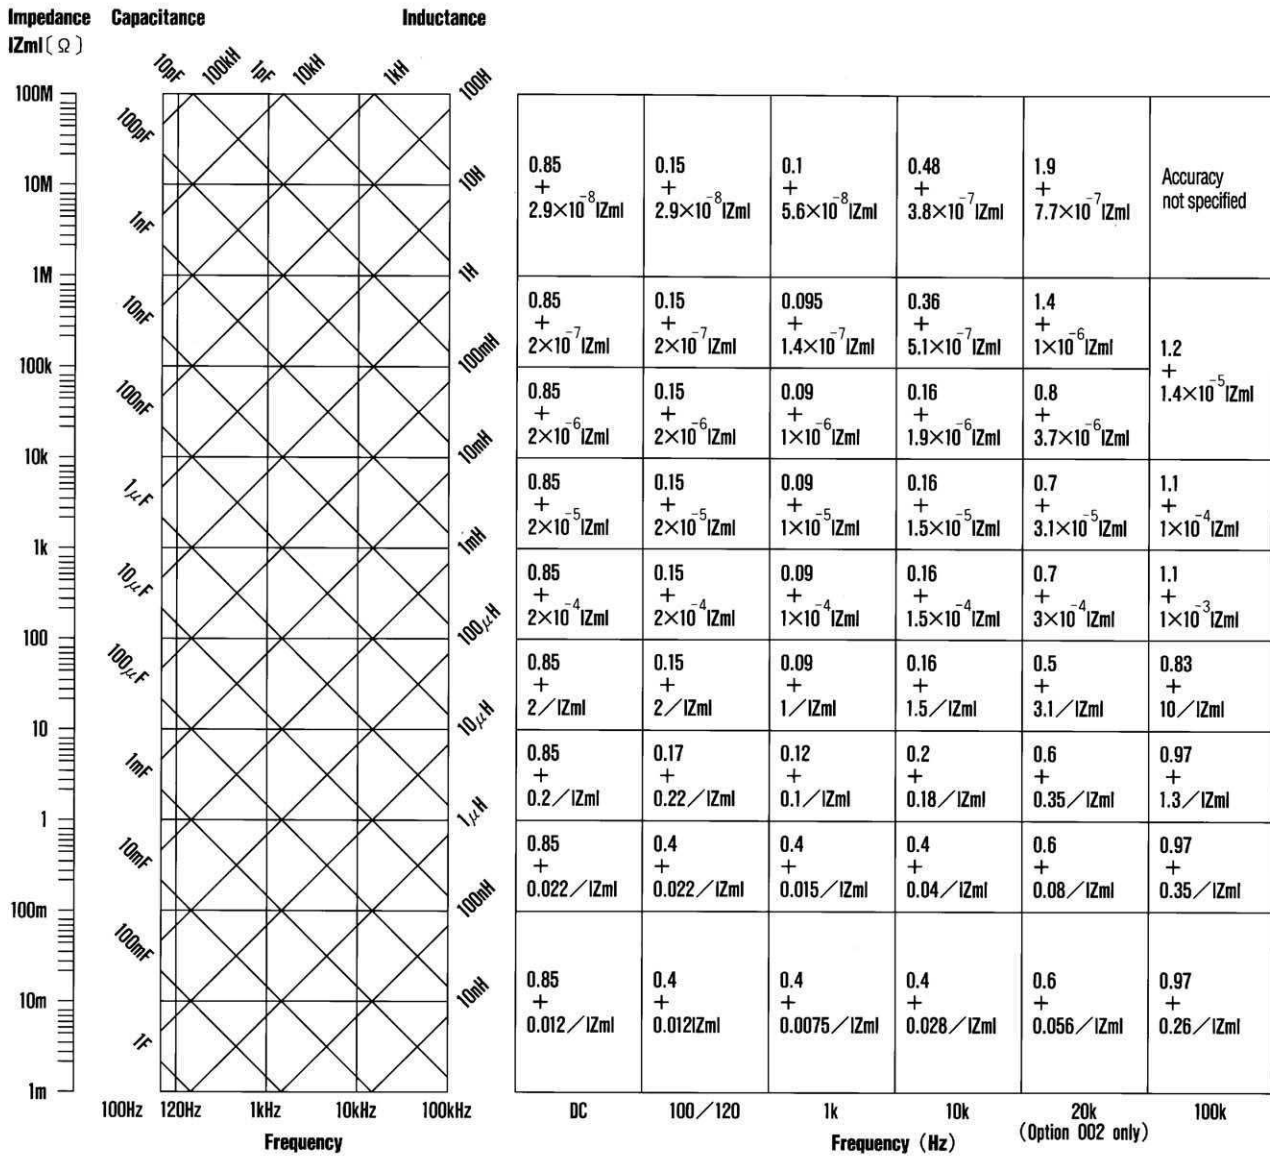 Impedance Capacitance Inductance
|Zm|(Ω)
10pF 100kH 1pF 10kH 1kH 100H
100M
100pF
10M
10H
1nF
1M
1H
10nF
100k
100mH
100nF
10k
10mH
1μF
1k
1mH
10μF
100
100μH
100μF
10
10μH
1mF
1
1μH
10mF
100m
100nH
100mF
10m
10nH
1F
1m
100Hz 120Hz 1kHz 10kHz 100kHz
Frequency
0.85 0.15 0.1 0.48 1.9 Accuracy
+ + + + + not specified
2.9×10⁻⁸|Zm| 2.9×10⁻⁸|Zm| 5.6×10⁻⁸|Zm| 3.8×10⁻⁷|Zm| 7.7×10⁻⁷|Zm|
0.85 0.15 0.095 0.36 1.4
+ + + + +
2×10⁻⁷|Zm| 2×10⁻⁷|Zm| 1.4×10⁻⁷|Zm| 5.1×10⁻⁷|Zm| 1×10⁻⁶|Zm| 1.2
+
0.85 0.15 0.09 0.16 0.8 1.4×10⁻⁵|Zm|
+ + + + +
2×10⁻⁶|Zm| 2×10⁻⁶|Zm| 1×10⁻⁶|Zm| 1.9×10⁻⁶|Zm| 3.7×10⁻⁶|Zm|
0.85 0.15 0.09 0.16 0.7 1.1
+ + + + + +
2×10⁻⁵|Zm| 2×10⁻⁵|Zm| 1×10⁻⁵|Zm| 1.5×10⁻⁵|Zm| 3.1×10⁻⁵|Zm| 1×10⁻⁴|Zm|
0.85 0.15 0.09 0.16 0.7 1.1
+ + + + + +
2×10⁻⁴|Zm| 2×10⁻⁴|Zm| 1×10⁻⁴|Zm| 1.5×10⁻⁴|Zm| 3×10⁻⁴|Zm| 1×10⁻³|Zm|
0.85 0.15 0.09 0.16 0.5 0.83
+ + + + + +
2/|Zm| 2/|Zm| 1/|Zm| 1.5/|Zm| 3.1/|Zm| 10/|Zm|
0.85 0.17 0.12 0.2 0.6 0.97
+ + + + + +
0.2/|Zm| 0.22/|Zm| 0.1/|Zm| 0.18/|Zm| 0.35/|Zm| 1.3/|Zm|
0.85 0.4 0.4 0.4 0.6 0.97
+ + + + + +
0.022/|Zm| 0.022/|Zm| 0.015/|Zm| 0.04/|Zm| 0.08/|Zm| 0.35/|Zm|
0.85 0.4 0.4 0.4 0.6 0.97
+ + + + + +
0.012/|Zm| 0.012|Zm| 0.0075/|Zm| 0.028/|Zm| 0.056/|Zm| 0.26/|Zm|
DC 100/120 1k 10k 20k 100k
(Option 002 only)
Frequency (Hz)